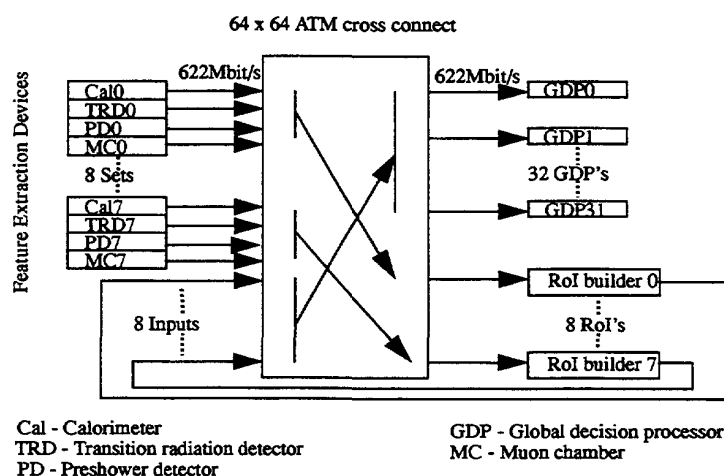 64 x 64 ATM cross connect
Feature Extraction Devices
622Mbit/s
622Mbit/s
Cal0
TRD0
PD0
MC0
8 Sets
Cal7
TRD7
PD7
MC7
8 Inputs
GDP0
GDP1
32 GDP's
GDP31
RoI builder 0
8 RoI's
RoI builder 7
Cal - Calorimeter
TRD - Transition radiation detector
PD - Preshower detector
GDP - Global decision processor
MC - Muon chamber